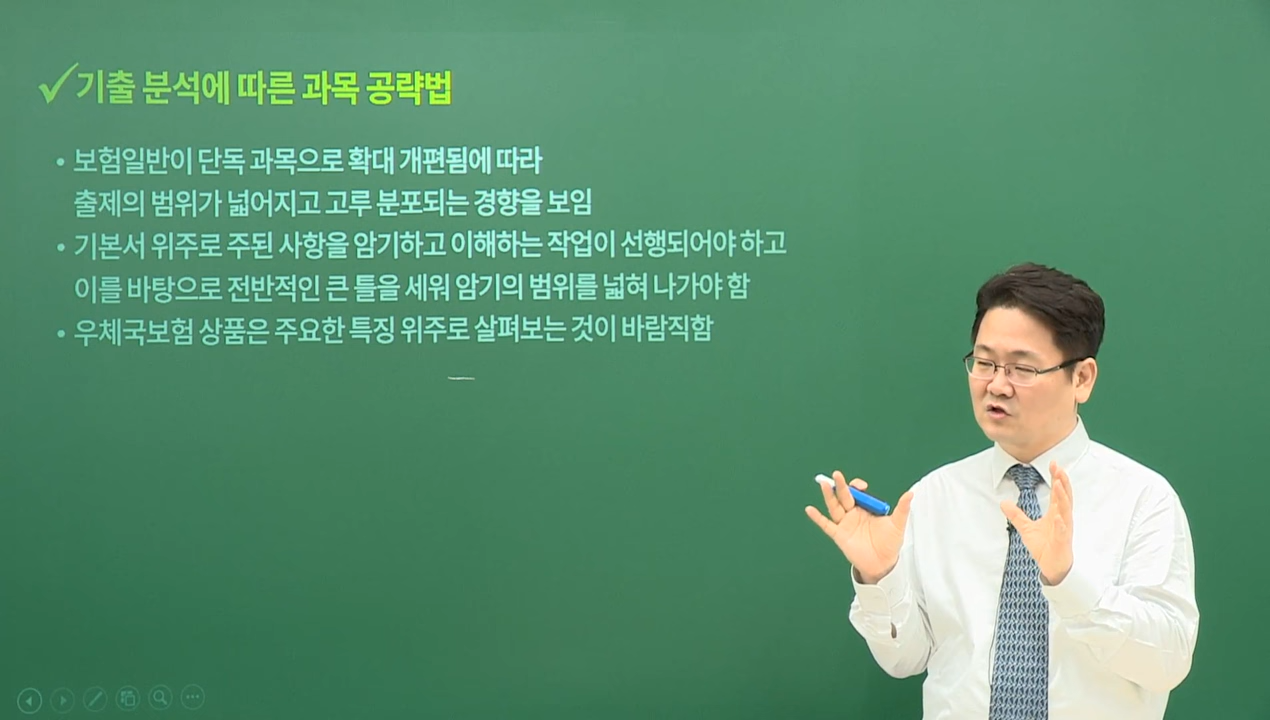 기출 분석에 따른 과목 공략법
• 보험일반이 단독 과목으로 확대 개편됨에 따라
출제의 범위가 넓어지고 고루 분포되는 경향을 보임
• 기본서 위주로 주된 사항을 암기하고 이해하는 작업이 선행되어야 하고
이를 바탕으로 전반적인 큰 틀을 세워 암기의 범위를 넓혀 나가야 함
• 우체국보험 상품은 주요한 특징 위주로 살펴보는 것이 바람직함